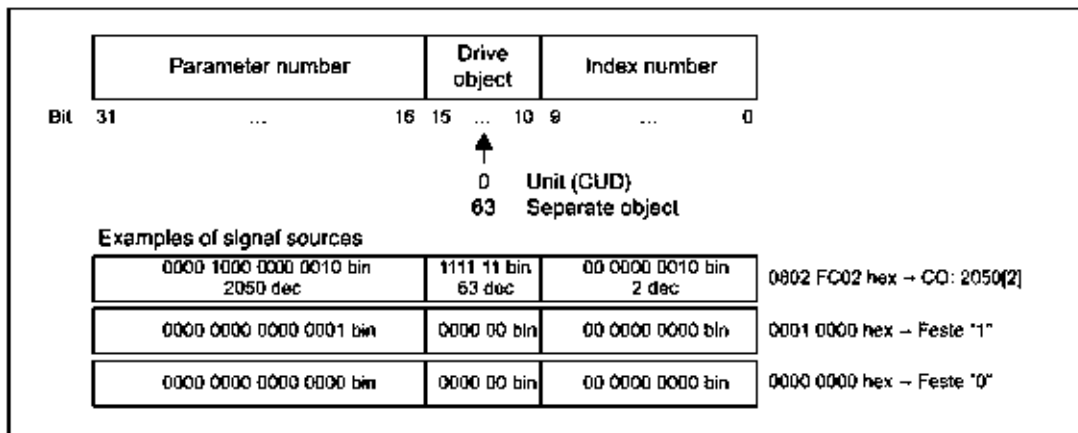 Parameter number Drive object Index number
Bit 31 ... 16 15 ... 10 9 ... 0
0 Unit (CUD)
63 Separate object
Examples of signal sources
0000 1000 0000 0010 bin 1111 11 bin 00 0000 0010 bin
2050 dec 63 dec 2 dec
0802 FC02 hex → CO: 2050[2]
0000 0000 0000 0001 bin 0000 00 bin 00 0000 0000 bin 0001 0000 hex → Feste "1"
0000 0000 0000 0000 bin 0000 00 bin 00 0000 0000 bin 0000 0000 hex → Feste "0"